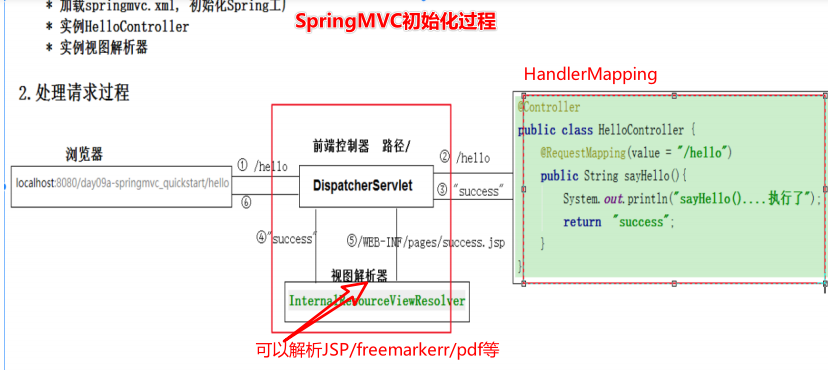 * 加载springmvc.xml, 初始化Spring工厂
SpringMVC初始化过程
* 实例HelloController
* 实例视图解析器
HandlerMapping
2.处理请求过程
浏览器
localhost:8080/day09a-springmvc_quickstart/hello
① /hello
⑥
前端控制器 路径/
DispatcherServlet
② /hello
③ "success"
④"success"
⑤/WEB-INF/pages/success.jsp
视图解析器
InternalResourceViewResolver
可以解析JSP/freemarkerr/pdf等
@Controller
public class HelloController {
@RequestMapping(value = "/hello")
public String sayHello(){
System.out.println("sayHello()....执行了");
return "success";
}
}